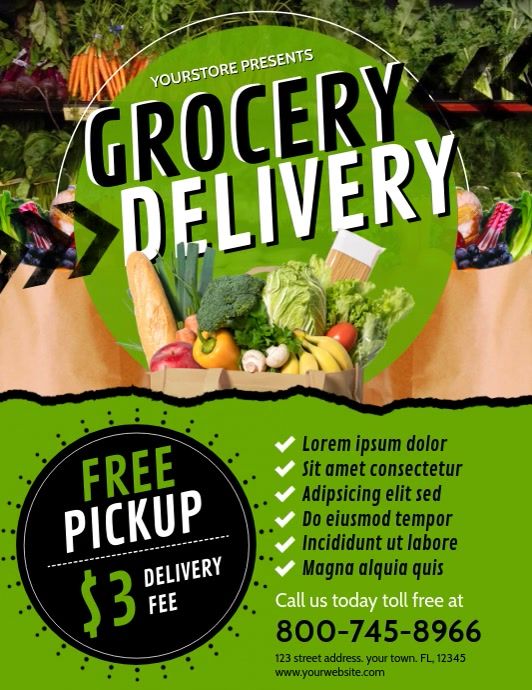 YOURSTORE PRESENTS
GROCERY
DELIVERY
FREE
PICKUP
$3 DELIVERY
FEE
Lorem ipsum dolor
Sit amet consectetur
Adipsicing elit sed
Do eiusmod tempor
Incididunt ut labore
Magna alquia quis
Call us today toll free at
800-745-8966
123 street address. your town. FL, 12345
www.yourwebsite.com